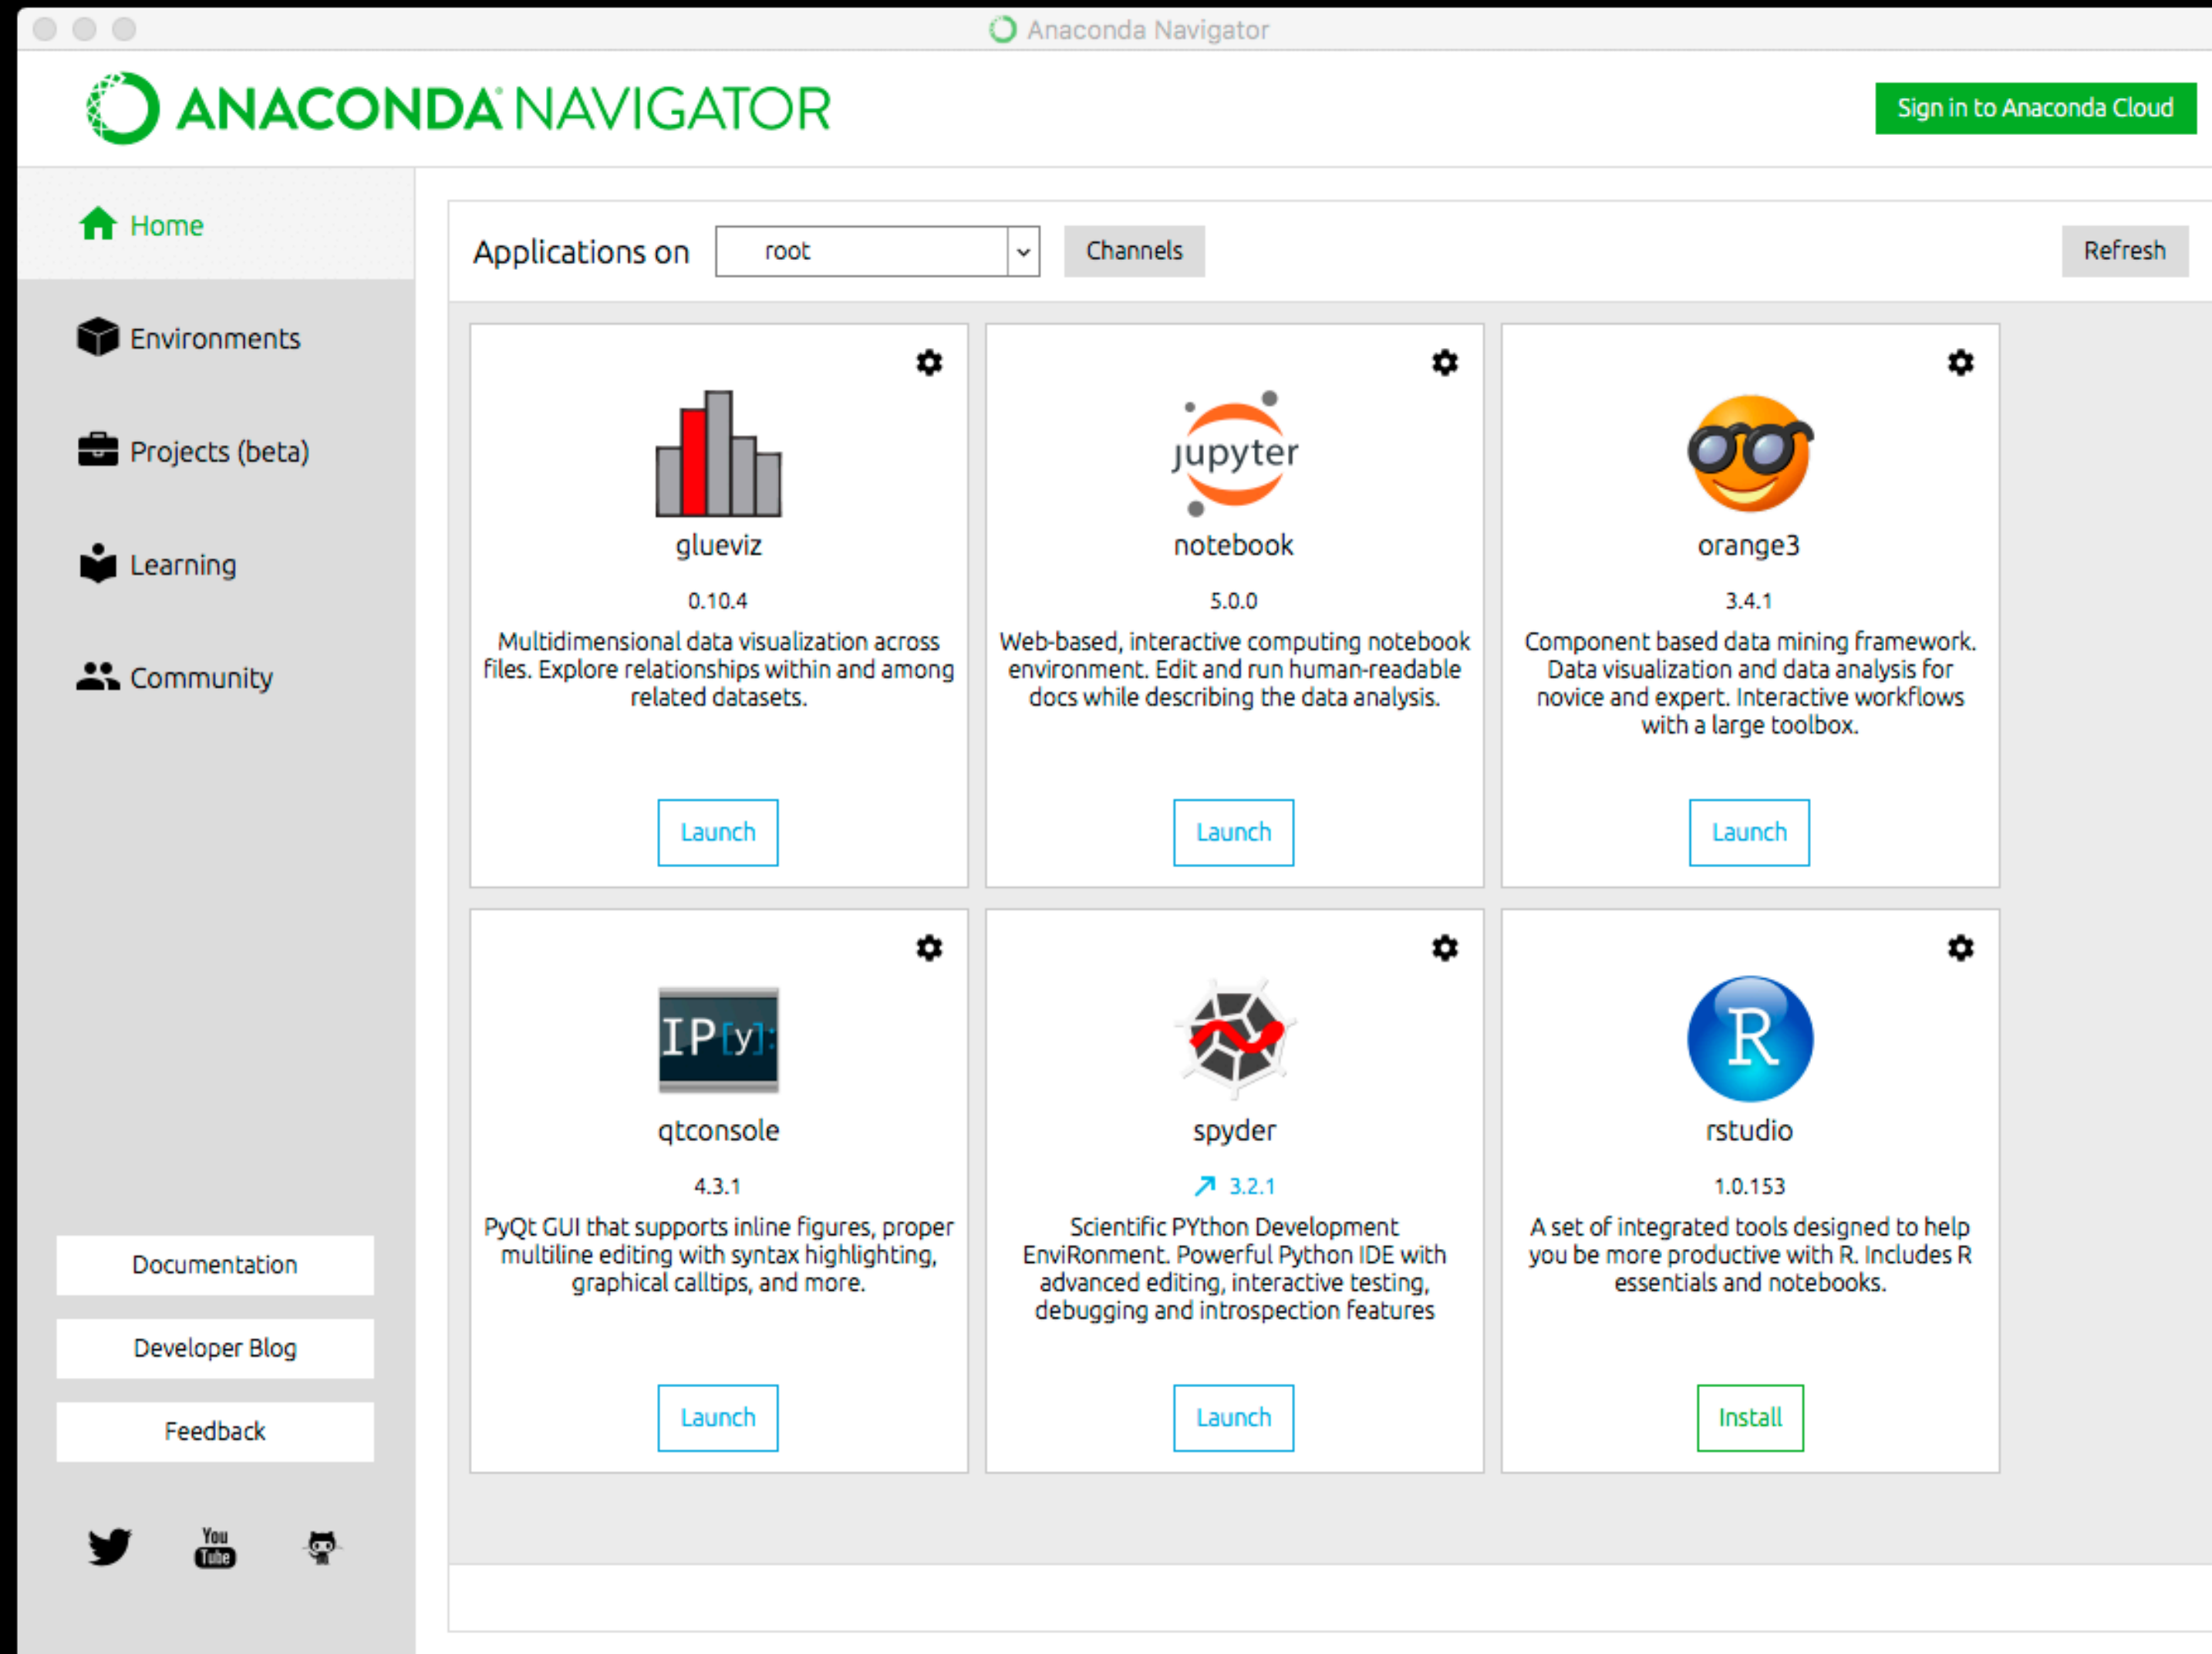 Anaconda Navigator
ANACONDA NAVIGATOR
Sign in to Anaconda Cloud
Home
Environments
Projects (beta)
Learning
Community
Documentation
Developer Blog
Feedback
You
Tube
Applications on
root
Channels
Refresh
glueviz
0.10.4
Multidimensional data visualization across
files. Explore relationships within and among
related datasets.
Launch
jupyter
notebook
5.0.0
Web-based, interactive computing notebook
environment. Edit and run human-readable
docs while describing the data analysis.
Launch
orange3
3.4.1
Component based data mining framework.
Data visualization and data analysis for
novice and expert. Interactive workflows
with a large toolbox.
Launch
IP[y]:
qtconsole
4.3.1
PyQt GUI that supports inline figures, proper
multiline editing with syntax highlighting,
graphical calltips, and more.
Launch
spyder
3.2.1
Scientific PYthon Development
EnviRonment. Powerful Python IDE with
advanced editing, interactive testing,
debugging and introspection features
Launch
R
rstudio
1.0.153
A set of integrated tools designed to help
you be more productive with R. Includes R
essentials and notebooks.
Install